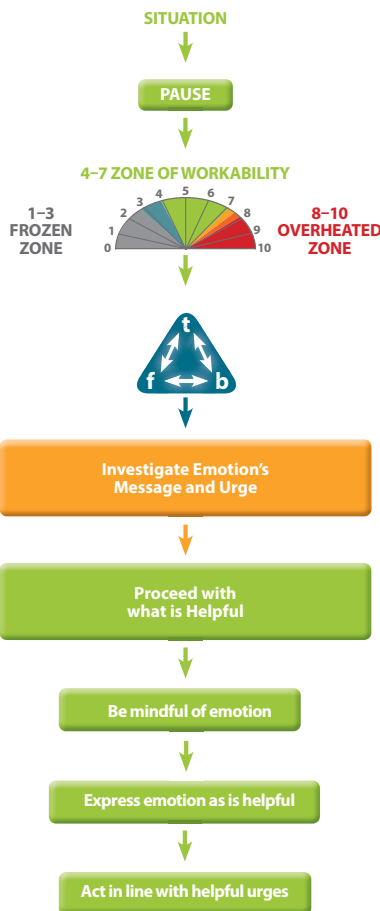 SITUATION
PAUSE
4–7 ZONE OF WORKABILITY
1–3
FROZEN
ZONE
0
1
2
3
4
5
6
7
8
9
10
8–10
OVERHEATED
ZONE
t
f
b
Investigate Emotion's
Message and Urge
Proceed with
what is Helpful
Be mindful of emotion
Express emotion as is helpful
Act in line with helpful urges